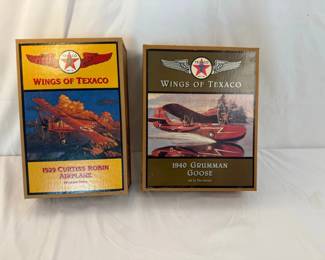 WINGS OF TEXACO
1929 CURTISS ROBIN
AIRPLANE
WINGS OF TEXACO
1940 GRUMMAN
GOOSE